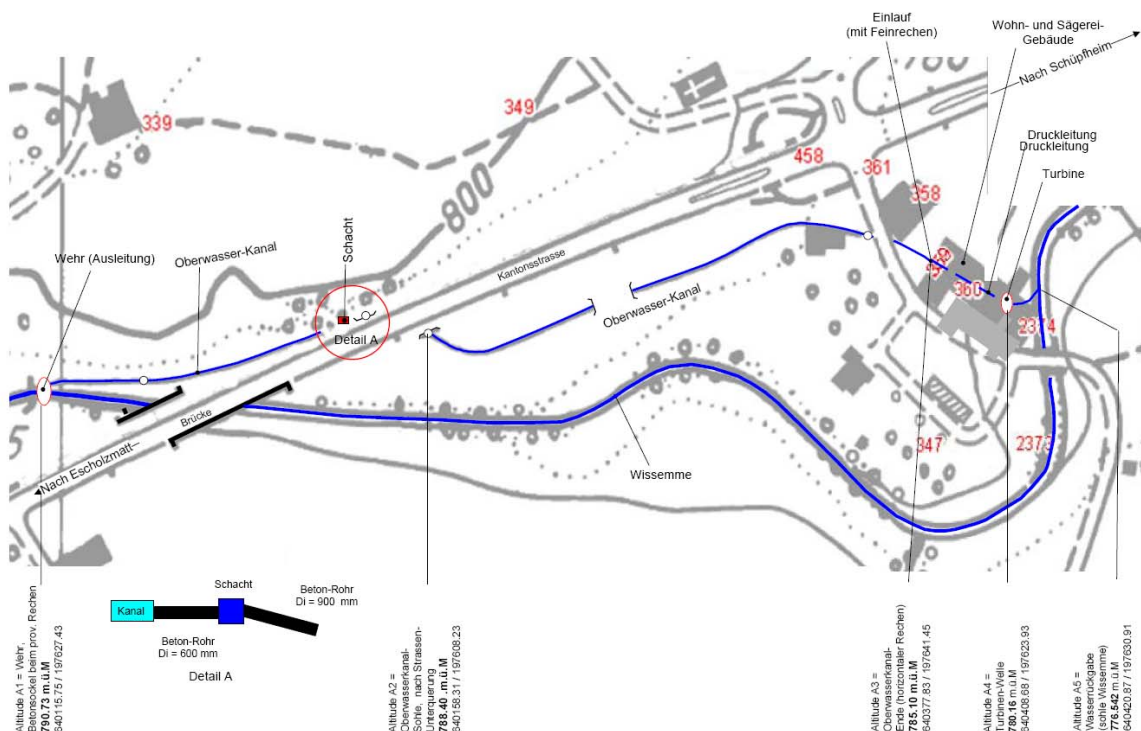 Einlauf
(mit Feinrechen)
Wohn- und Sägerei-
Gebäude
Nach Schüpfheim
339
349
458
361
358
Druckleitung
Druckleitung
Turbine
800
Schacht
Wehr (Ausleitung)
Oberwasser-Kanal
Kantonsstrasse
Detail A
Oberwasser-Kanal
360
2374
Brücke
Nach Escholzmatt
Wissemme
347
2373
Schacht
Kanal
Beton-Rohr
Di = 900 mm
Beton-Rohr
Di = 600 mm
Detail A
Altitude A1 = Wehr,
Betonsockel beim prov. Rechen
790.73 m.ü.M
640115.75 / 197627.43
Altitude A2 =
Oberwasserkanal-
Sohle, nach Strassen-
Unterquerung
788.40 .m.ü.M
640158.31 / 197608.23
Altitude A3 =
Oberwasserkanal-
Ende (horizontaler Rechen)
785.10 m.ü.M
640377.83 / 197641.45
Altitude A4 =
Turbinen-Welle
780.16 m.ü.M
640408.68 / 197623.93
Altitude A5 =
Wasserrückgabe
(sohle Wissemme)
776.542 m.ü.M
640420.87 / 197630.91